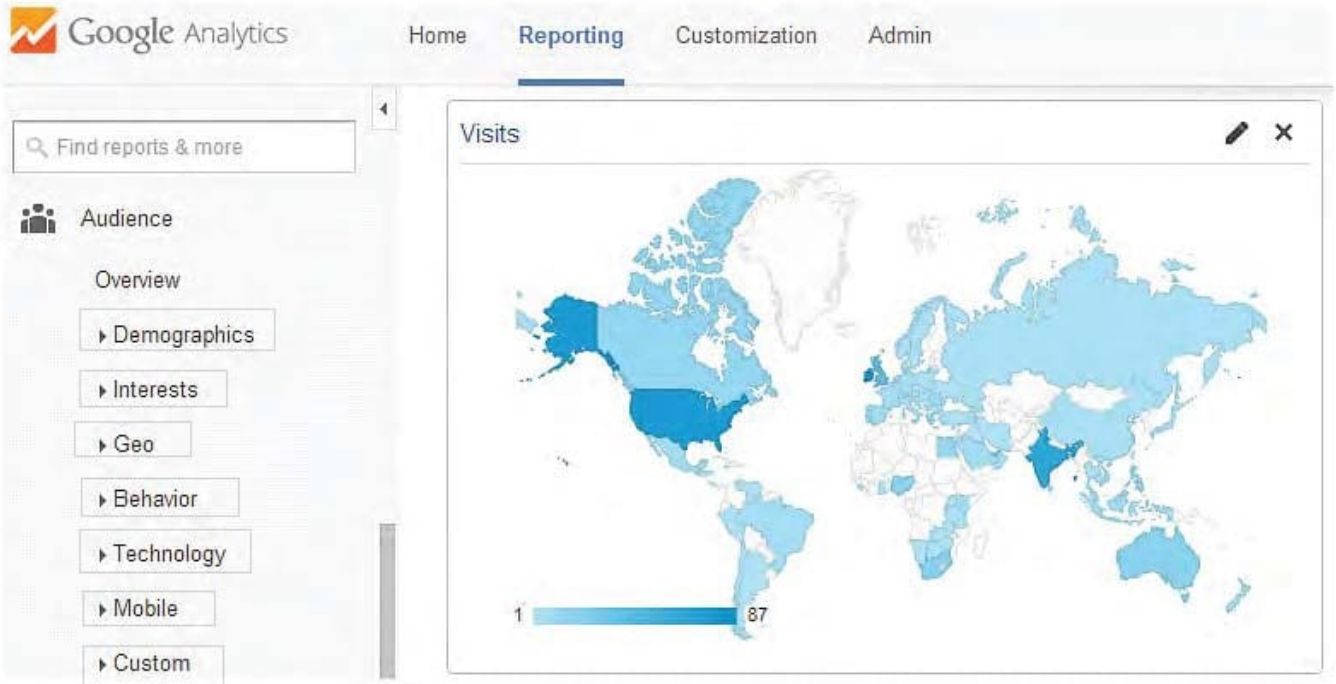 Google Analytics
Home Reporting Customization Admin
Find reports & more
Audience
Overview
Demographics
Interests
Geo
Behavior
Technology
Mobile
Custom
Visits
1 87